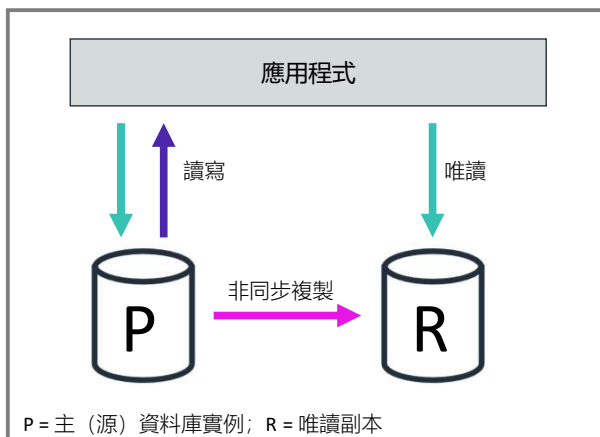 應用程式
讀寫
唯讀
非同步複製
P
R
P = 主（源）資料庫實例；R = 唯讀副本